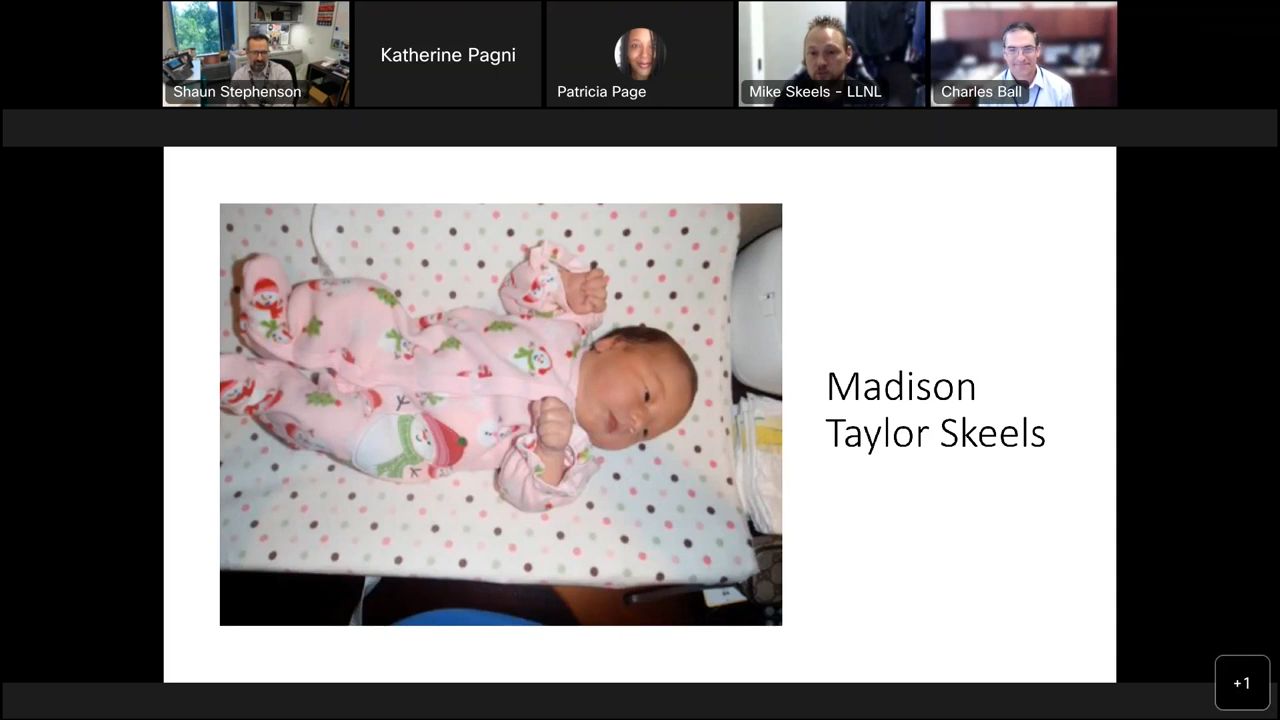 Shaun Stephenson
Katherine Pagni
Patricia Page
Mike Skeels - LLNL
Charles Ball
Madison
Taylor Skeels
+1